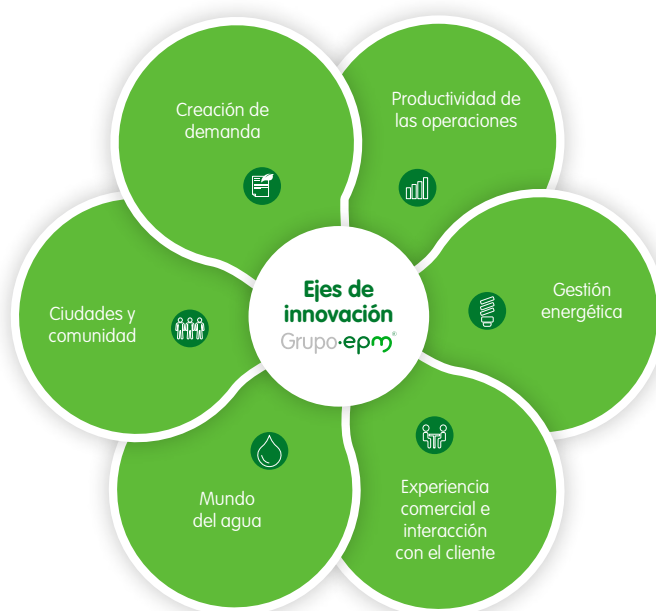 Creación de
demanda
Productividad de
las operaciones
Ciudades y
comunidad
Ejes de
innovación
Grupo·epm®
Gestión
energética
Mundo
del agua
Experiencia
comercial e
interacción
con el cliente